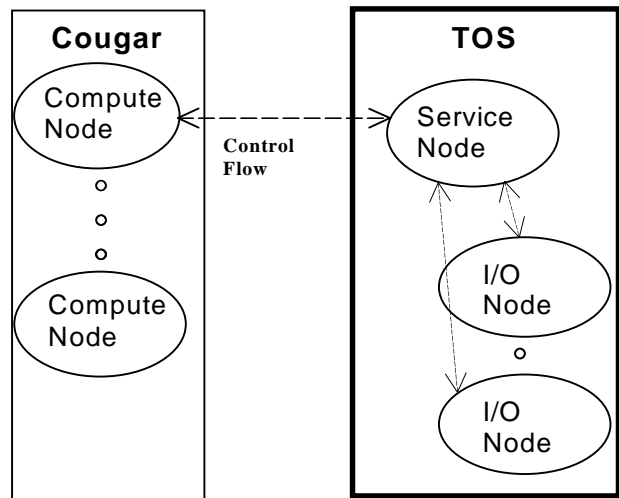 Cougar
Compute
Node
Compute
Node
Control
Flow
TOS
Service
Node
I/O
Node
I/O
Node